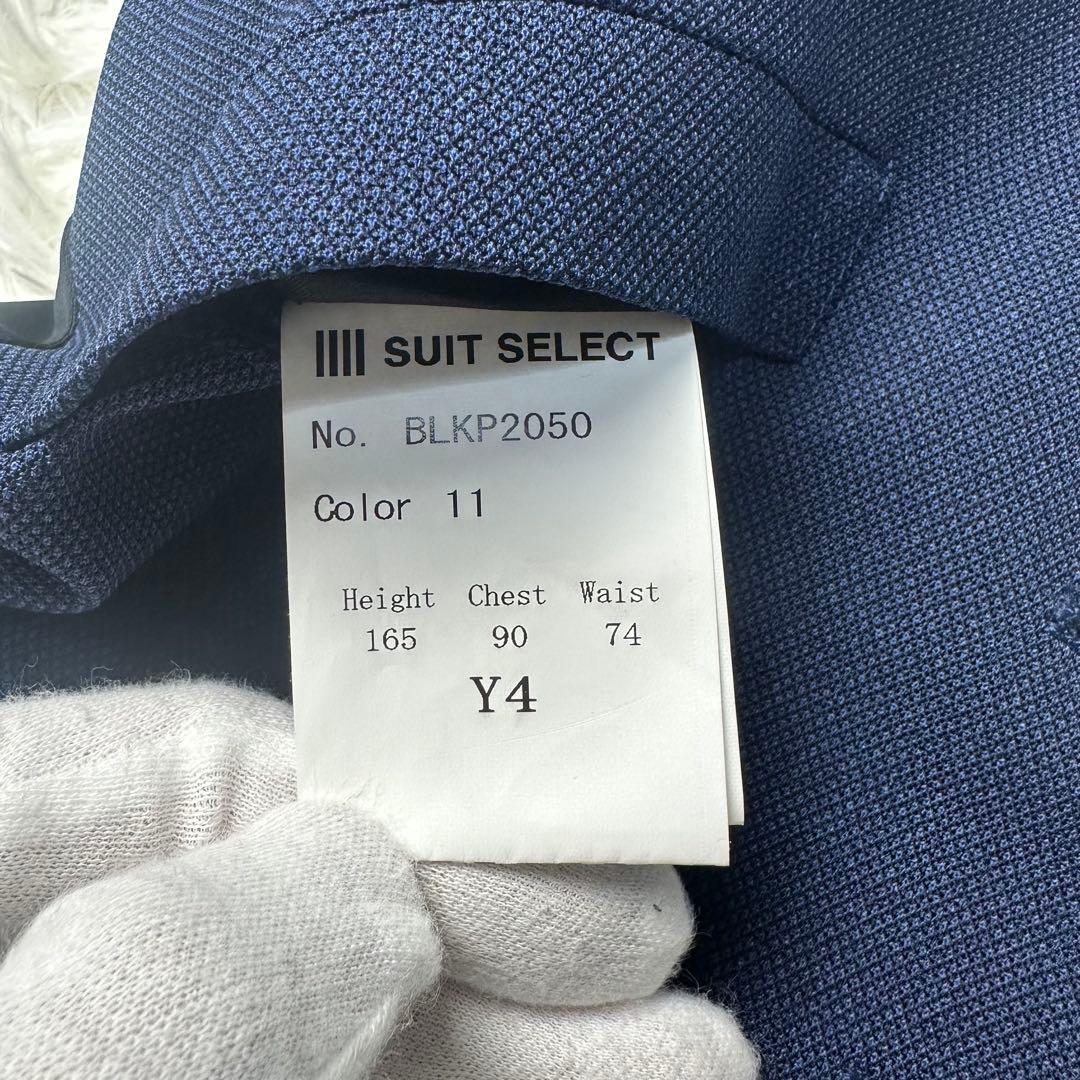 SUIT SELECT
No. BLKP2050
Color 11
Height Chest Waist
165 90 74
Y4